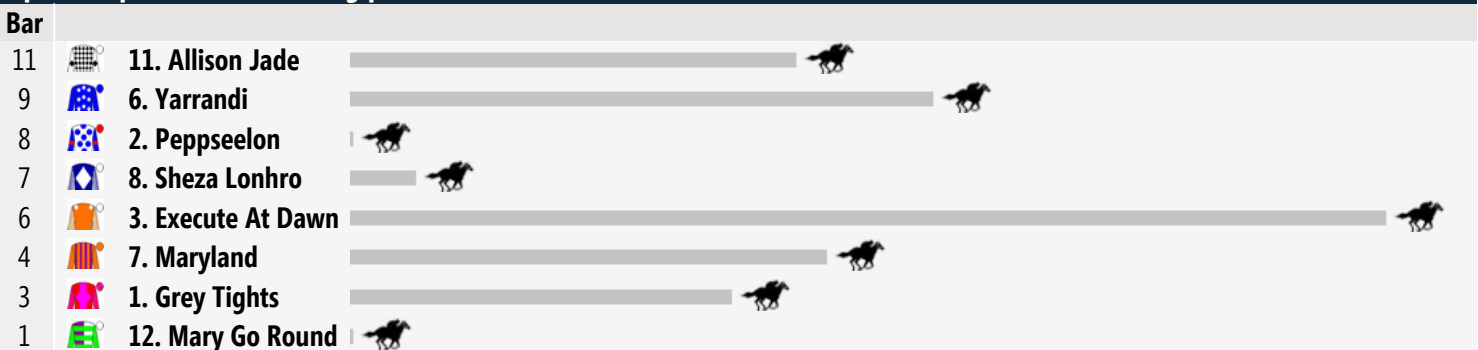 Bar
11 11. Allison Jade
9 6. Yarrandi
8 2. Peppseelon
7 8. Sheza Lonhro
6 3. Execute At Dawn
4 7. Maryland
3 1. Grey Tights
1 12. Mary Go Round